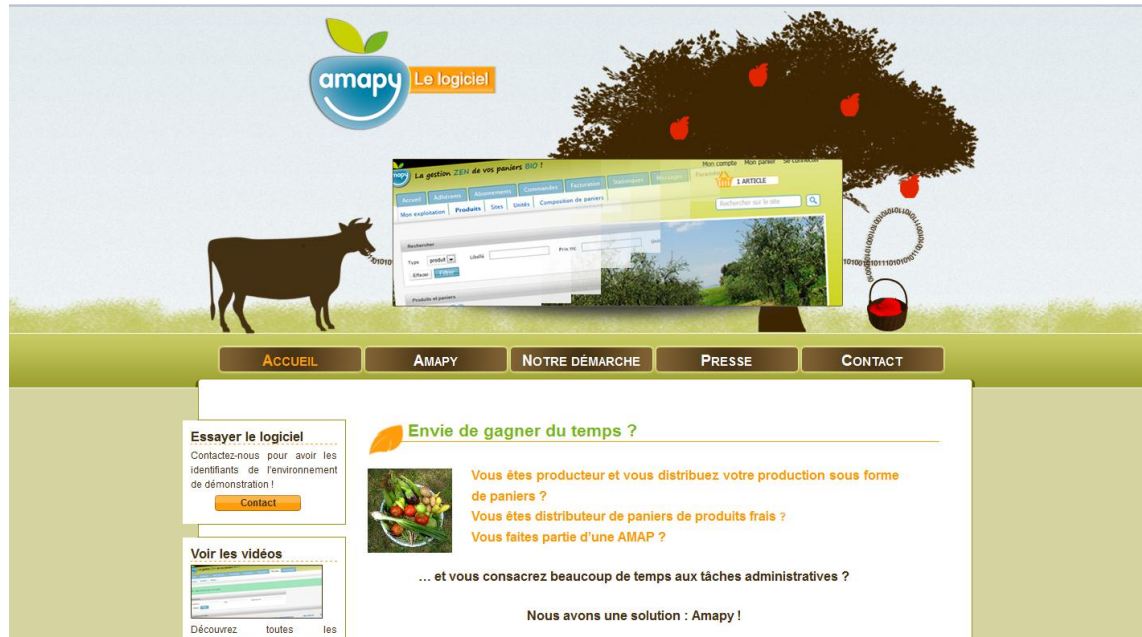 amapy
Le logiciel
amapy
La gestion ZEN de vos paniers BIO !
Mon compte Mon panier Se connecter
Accueil Adhérents Abonnements Commandes Facturation Statistiques Messages
1 ARTICLE
Mon exploitation Produits Sites Unités Composition de paniers
Rechercher sur le site
Rechercher
Type produit Libellé Prix ttc
Effacer Filtrer
Produits et paniers
ACCUEIL
AMAPY
NOTRE DÉMARCHE
PRESSE
CONTACT
Essayer le logiciel
Contactez-nous pour avoir les
identifiants de l'environnement
de démonstration !
Contact
Voir les vidéos
Découvrez toutes les
Envie de gagner du temps ?
Vous êtes producteur et vous distribuez votre production sous forme
de paniers ?
Vous êtes distributeur de paniers de produits frais ?
Vous faites partie d'une AMAP ?
… et vous consacrez beaucoup de temps aux tâches administratives ?
Nous avons une solution : Amapy !